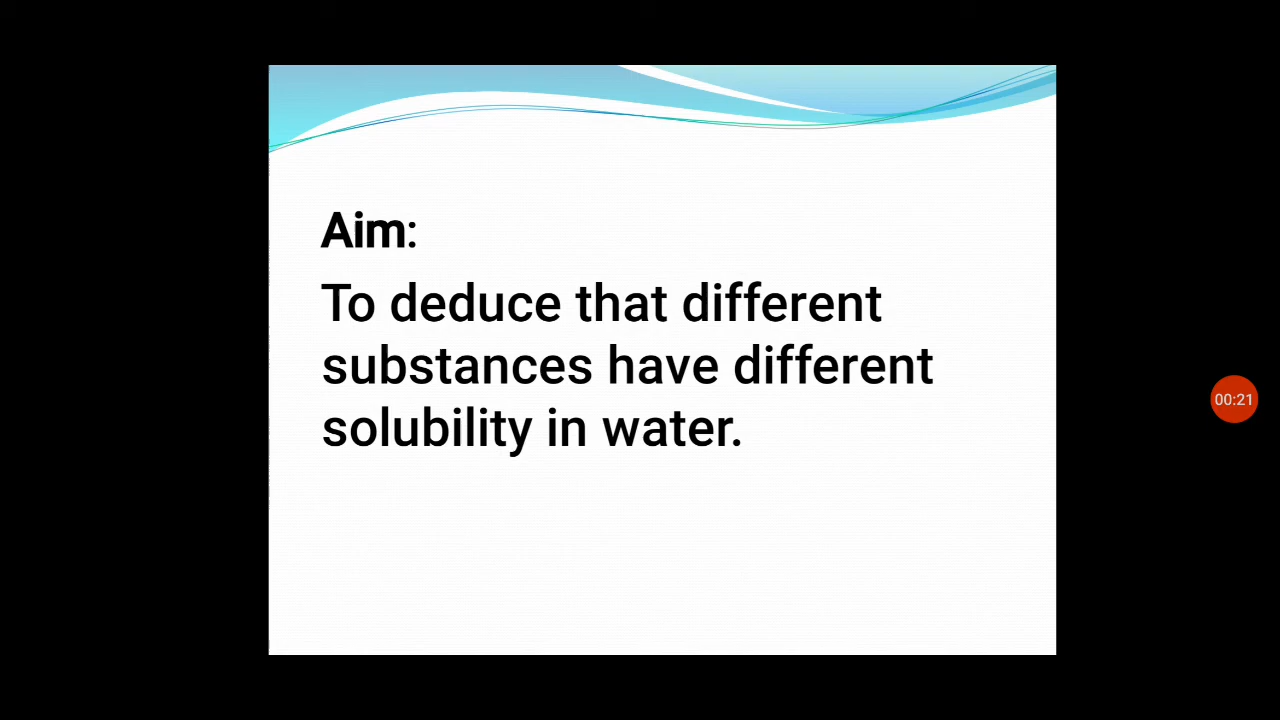 Aim:
To deduce that different
substances have different
solubility in water.
00:21